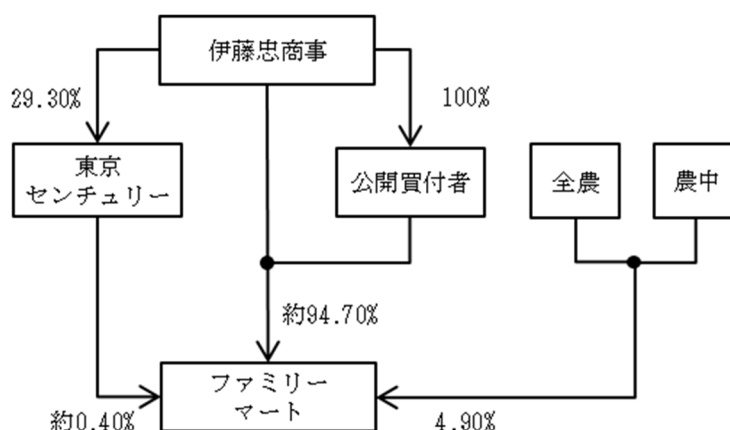 伊藤忠商事
29.30%
100%
東京
センチュリー
公開買付者
全農
農中
約94.70%
ファミリー
マート
約0.40%
4.90%